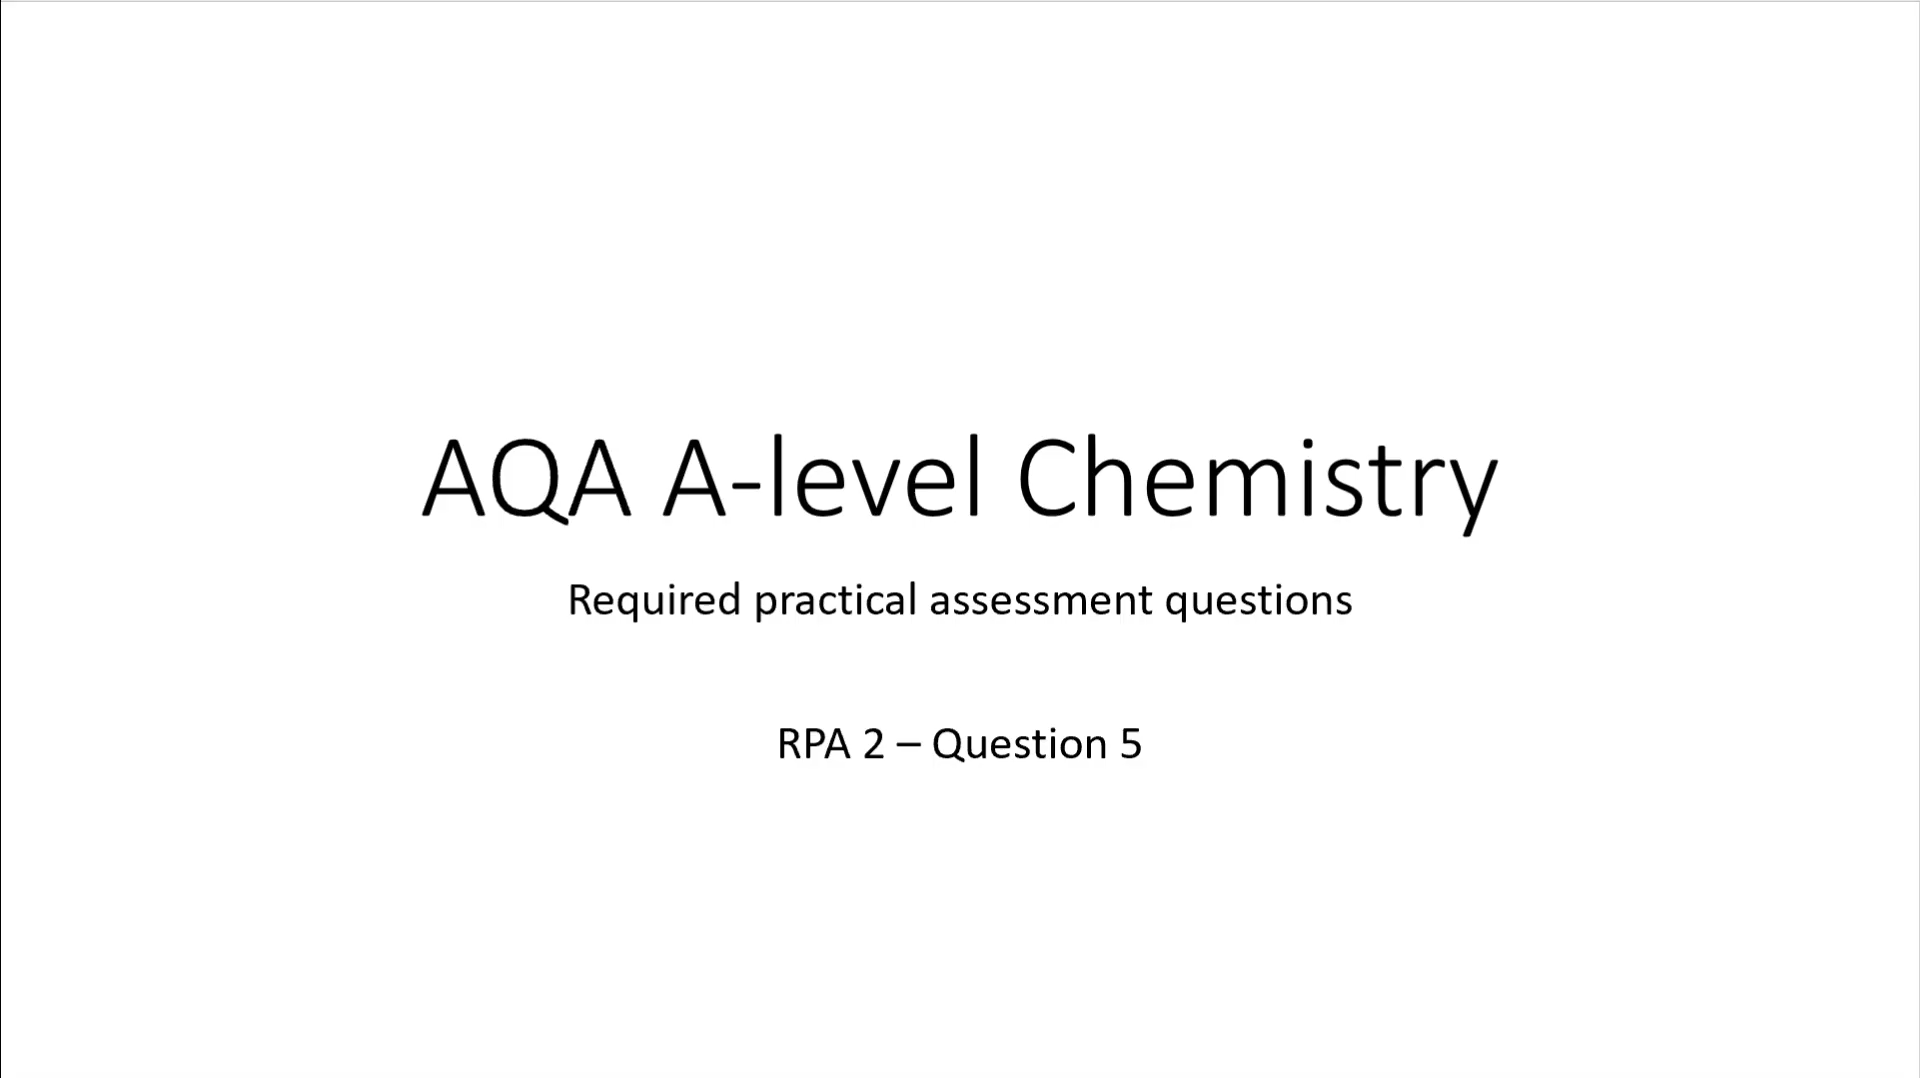 AQA A-level Chemistry
Required practical assessment questions
RPA 2 – Question 5